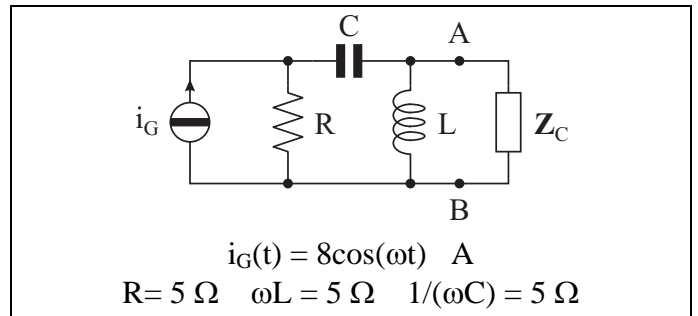 C
A
i_G
R
L
Z_C
B
i_G(t) = 8cos(ωt) A
R= 5 Ω ωL = 5 Ω 1/(ωC) = 5 Ω